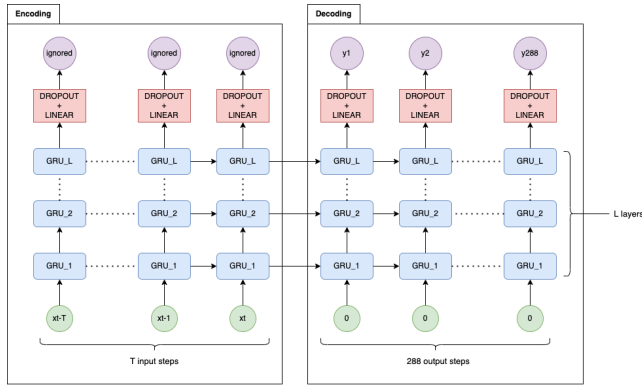 Encoding
Decoding
ignored
ignored
ignored
y1
y2
y288
DROPOUT
+
LINEAR
DROPOUT
+
LINEAR
DROPOUT
+
LINEAR
DROPOUT
+
LINEAR
DROPOUT
+
LINEAR
DROPOUT
+
LINEAR
GRU_L
GRU_L
GRU_L
GRU_L
GRU_L
GRU_L
GRU_2
GRU_2
GRU_2
GRU_2
GRU_2
GRU_2
L layers
GRU_1
GRU_1
GRU_1
GRU_1
GRU_1
GRU_1
xt-T
xt-1
xt
0
0
0
T input steps
288 output steps